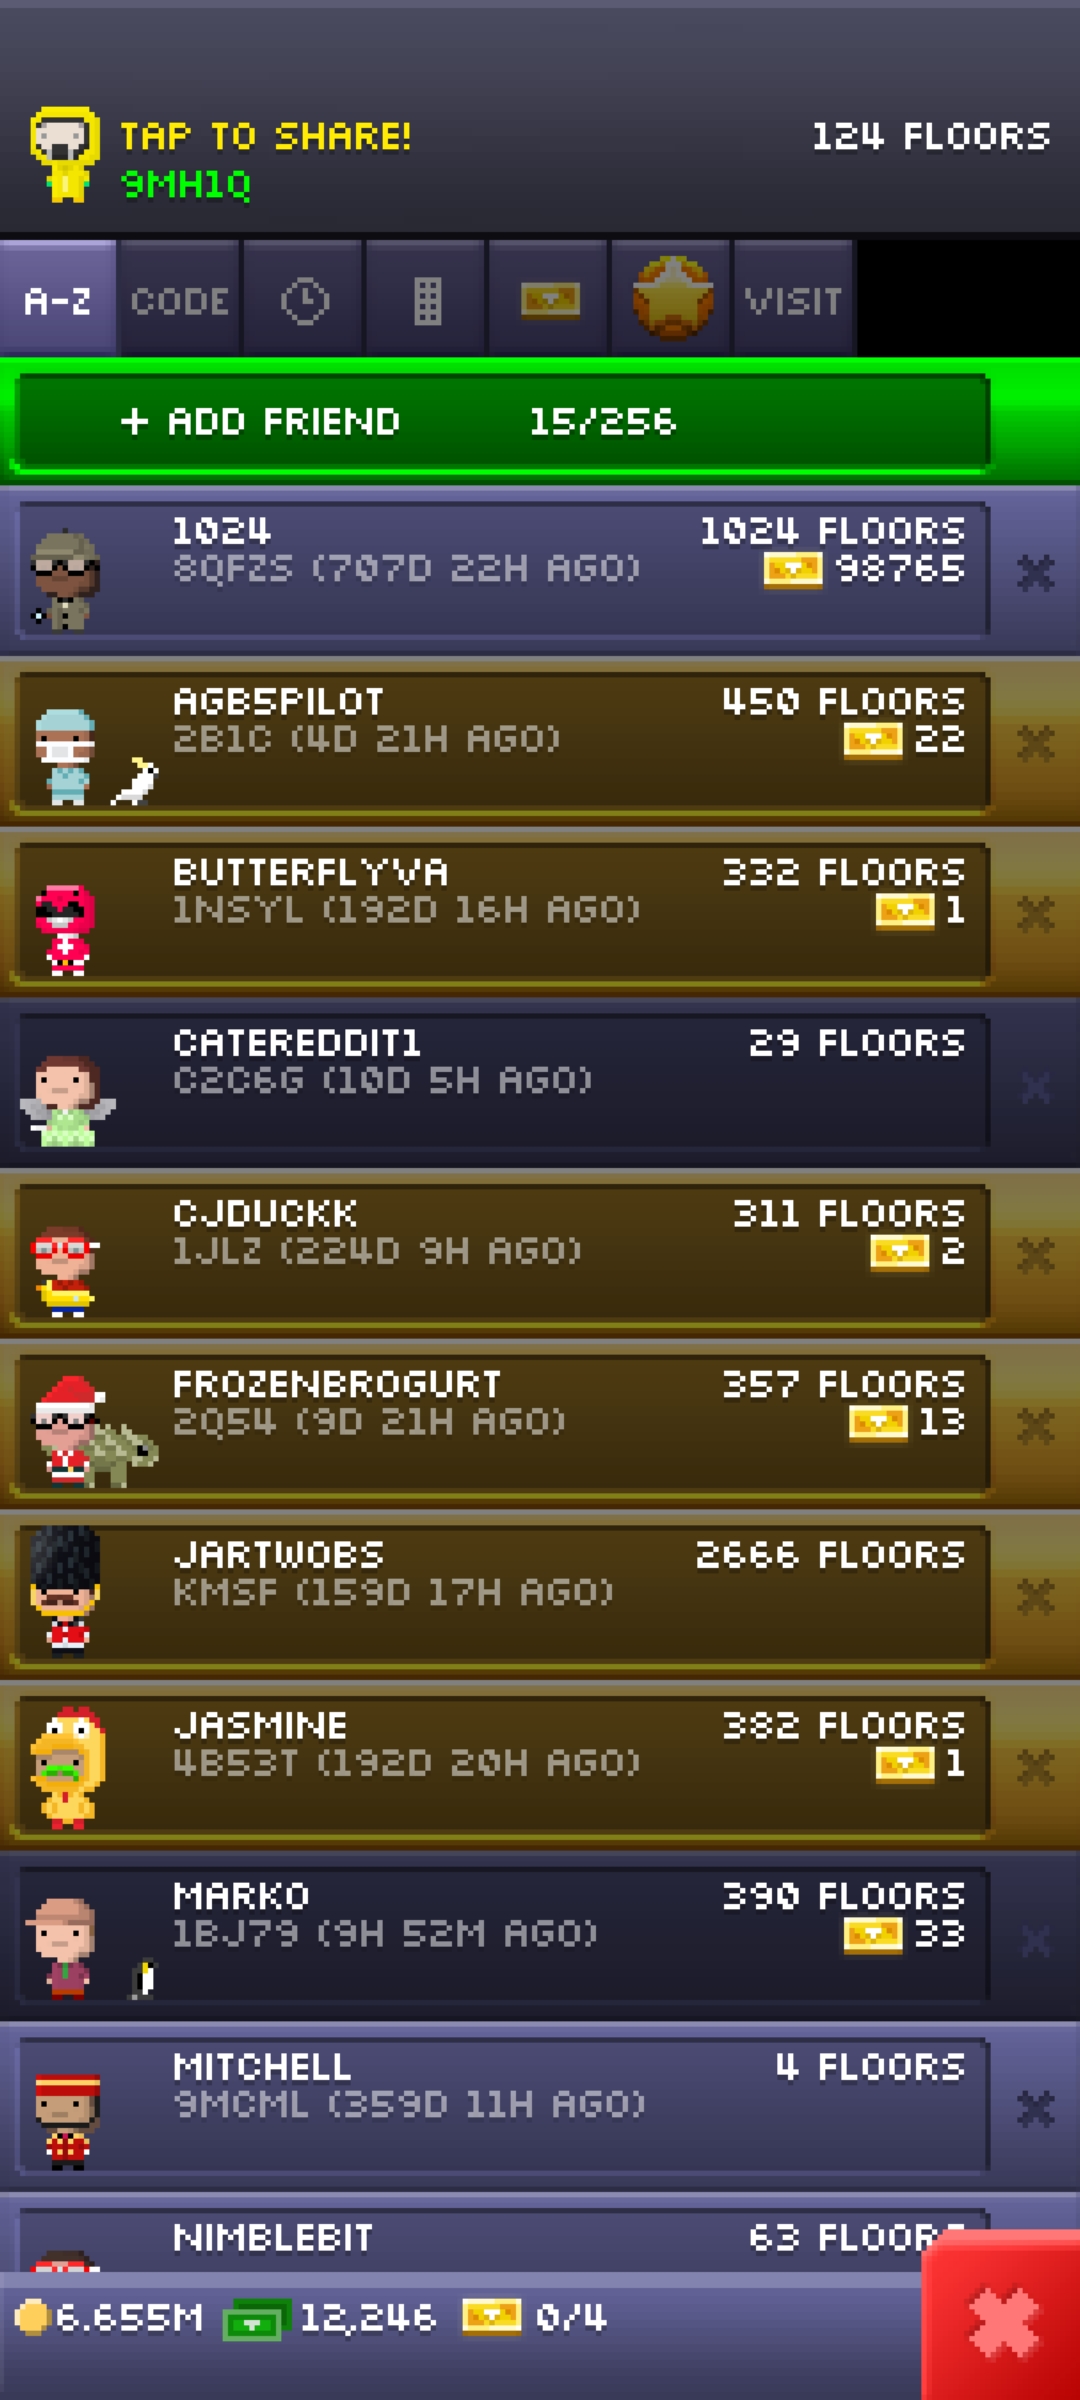 TAP TO SHARE!
124 FLOORS
9MH1Q
A-Z
CODE
VISIT
+ ADD FRIEND 15/256
1024
1024 FLOORS
8QFZS (707D 22H AGO)
98765
AGB5PILOT
450 FLOORS
2B1C (4D 21H AGO)
22
BUTTERFLYVA
332 FLOORS
1NSYL (192D 16H AGO)
1
CATEREDDIT1
29 FLOORS
C2C6G (10D 5H AGO)
CJDUCKK
311 FLOORS
1JLZ (224D 9H AGO)
2
FROZENBROGURT
357 FLOORS
2Q54 (9D 21H AGO)
13
JARTWOBS
2666 FLOORS
KMSF (159D 17H AGO)
JASMINE
382 FLOORS
4B53T (192D 20H AGO)
1
MARKO
390 FLOORS
1BJ79 (9H 52M AGO)
33
MITCHELL
4 FLOORS
9MCML (359D 11H AGO)
NIMBLEBIT
63 FLOORS
6.655M
12,246
0/4